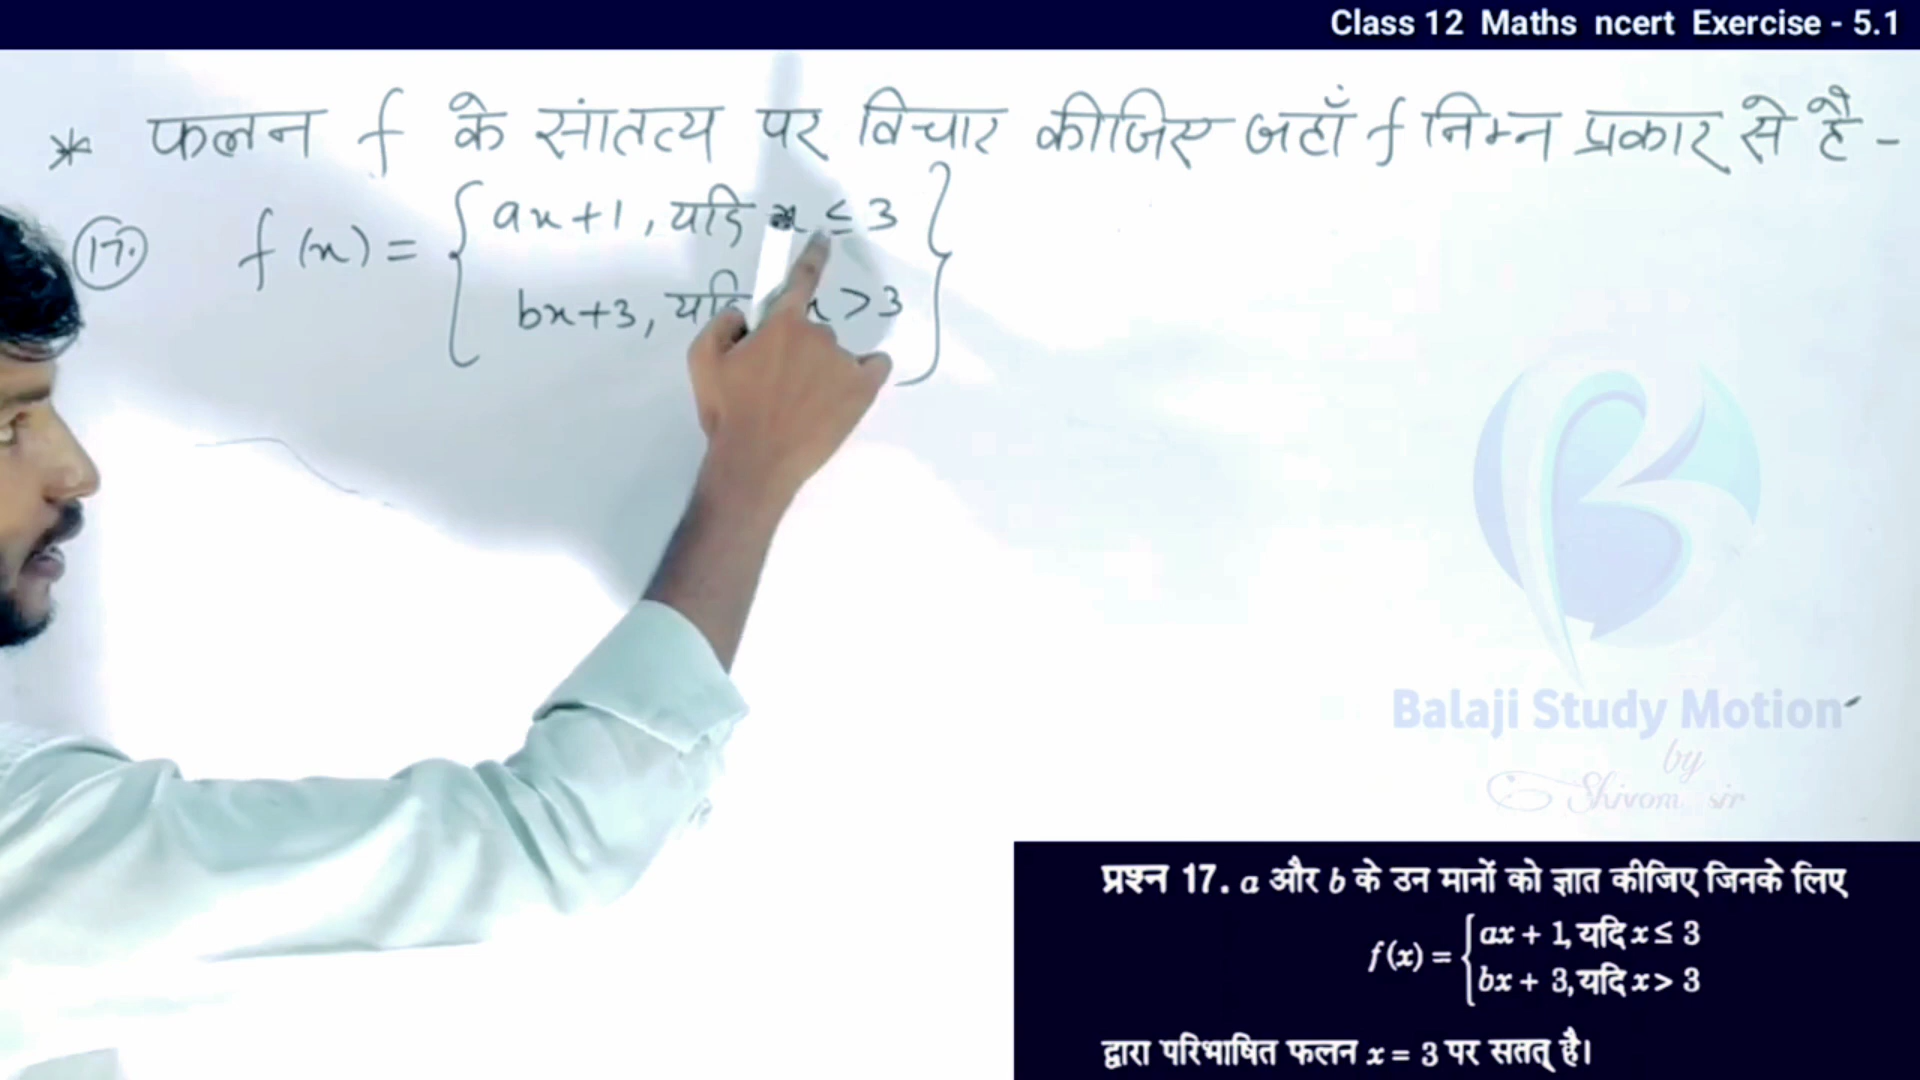 Class 12 Maths ncert Exercise - 5.1
* फलन f के सांतत्य पर विचार कीजिए जहाँ f निम्न प्रकार से है -
17. f(x) = { ax+1, यदि x ≤ 3
bx+3, यदि x > 3 }
Balaji Study Motion
by
Shivom sir
प्रश्न 17. a और b के उन मानों को ज्ञात कीजिए जिनके लिए
f(x) = { ax + 1, यदि x ≤ 3
bx + 3, यदि x > 3
द्वारा परिभाषित फलन x = 3 पर सतत् है।